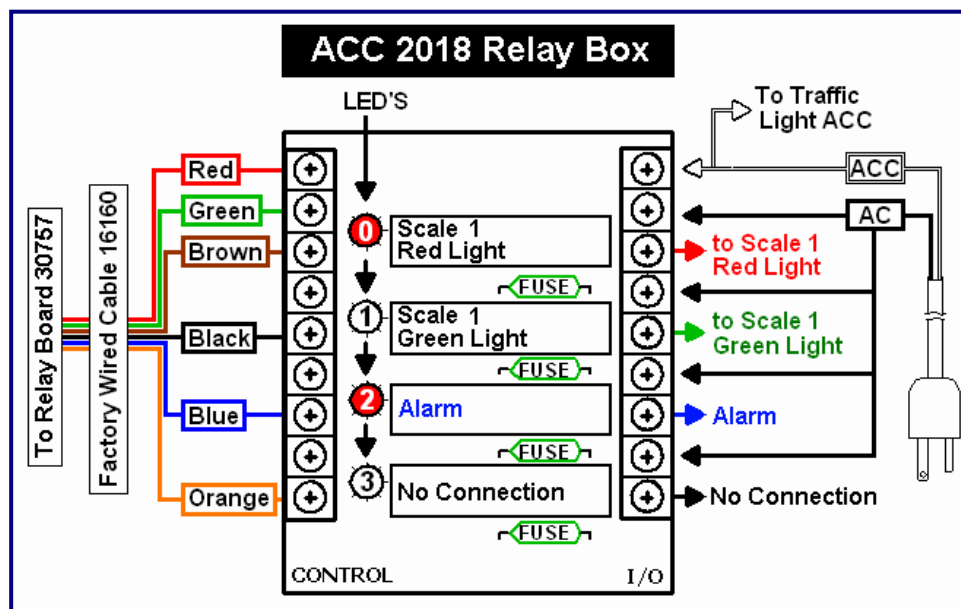 ACC 2018 Relay Box
LED'S
To Traffic
Light ACC
Red
Green
Brown
Black
Blue
Orange
To Relay Board 30757
Factory Wired Cable 16160
0
Scale 1
Red Light
FUSE
1
Scale 1
Green Light
FUSE
2
Alarm
FUSE
3
No Connection
FUSE
CONTROL
I/O
ACC
AC
to Scale 1
Red Light
to Scale 1
Green Light
Alarm
No Connection